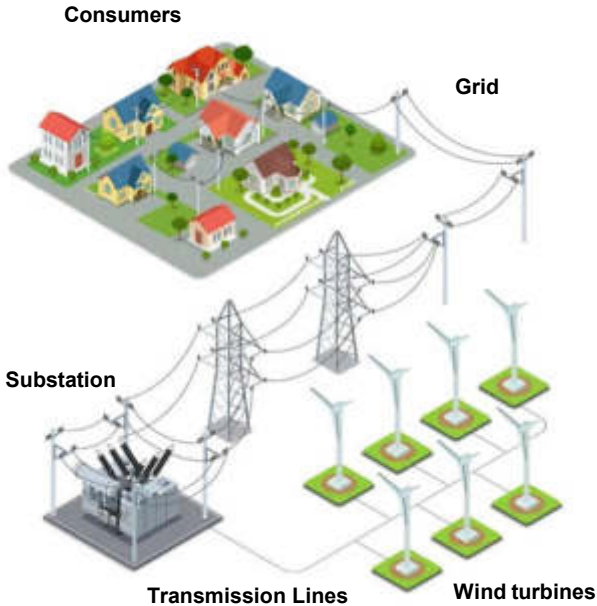 Consumers
Grid
Substation
Transmission Lines
Wind turbines